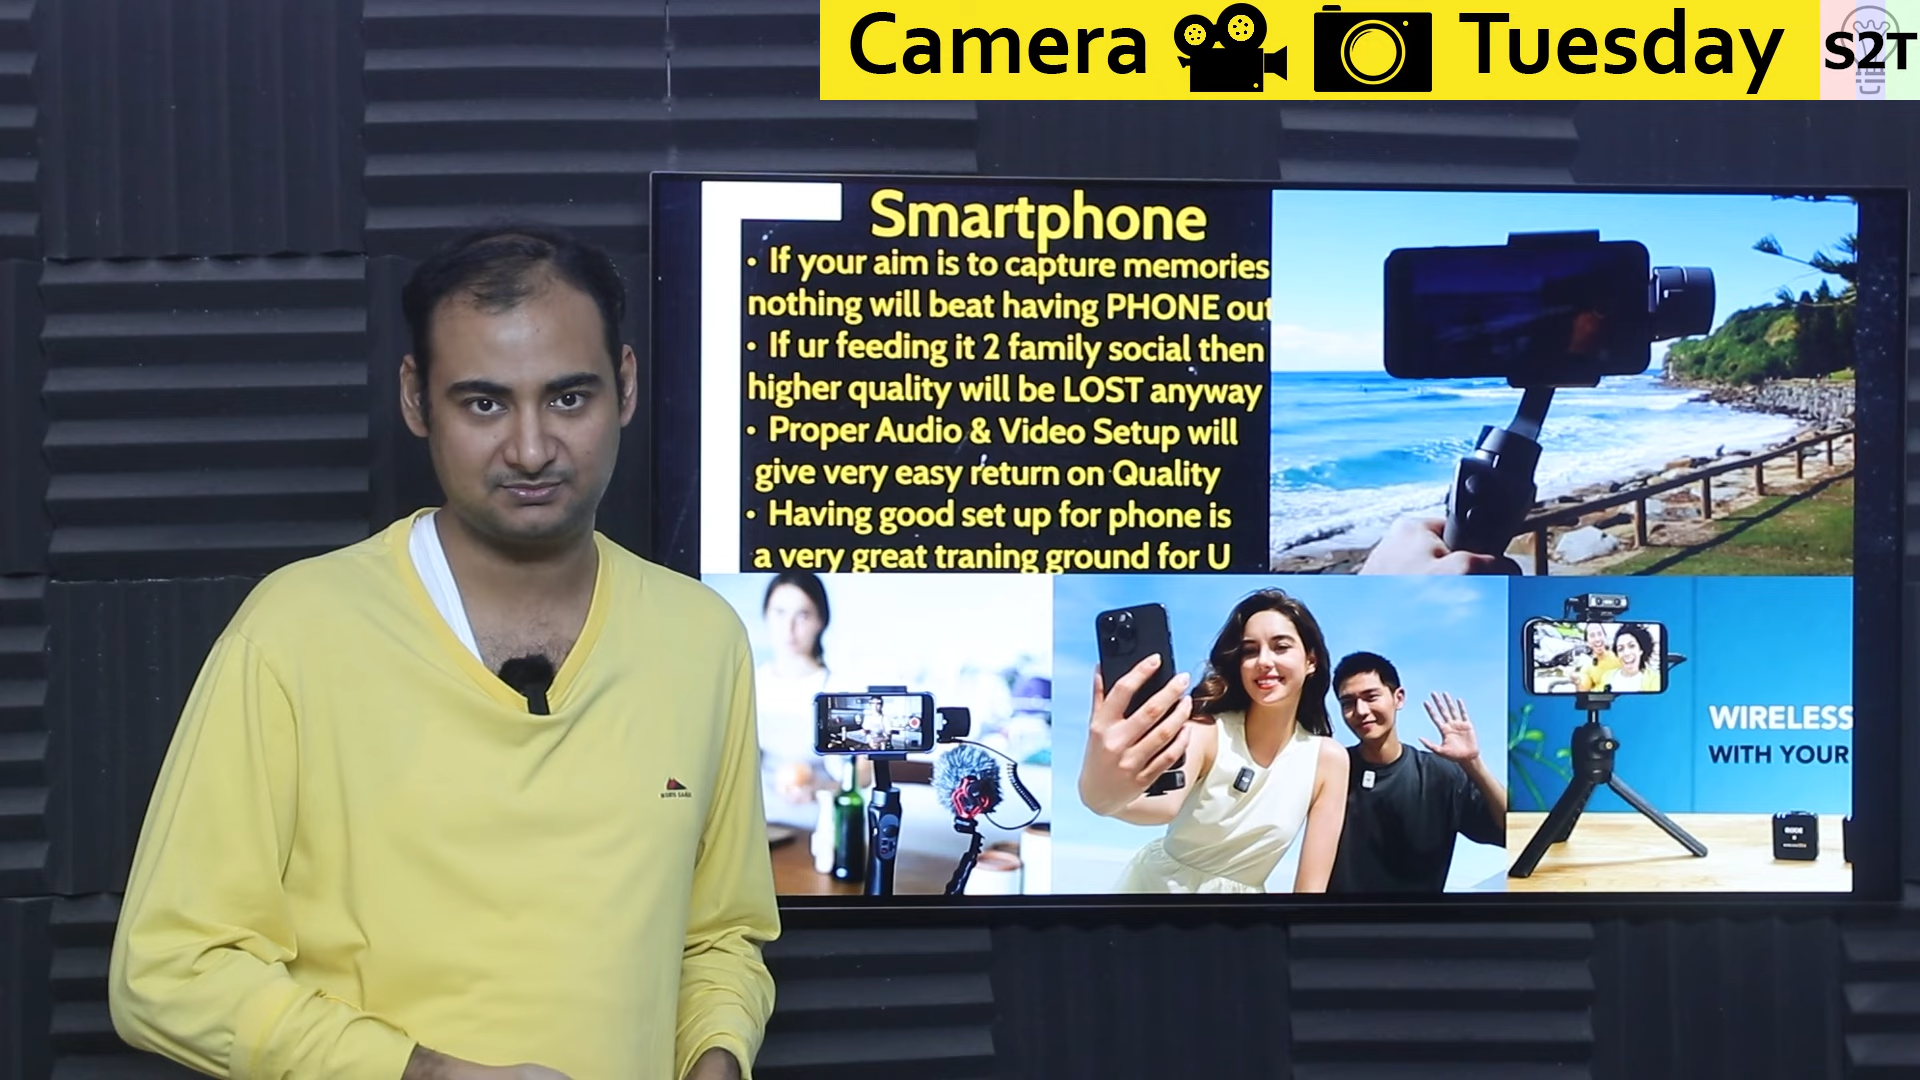 Camera Tuesday S2T
Smartphone
• If your aim is to capture memories
nothing will beat having PHONE out
• If ur feeding it 2 family social then
higher quality will be LOST anyway
• Proper Audio & Video Setup will
give very easy return on Quality
• Having good set up for phone is
a very great traning ground for U
WIRELESS
WITH YOUR
RODE